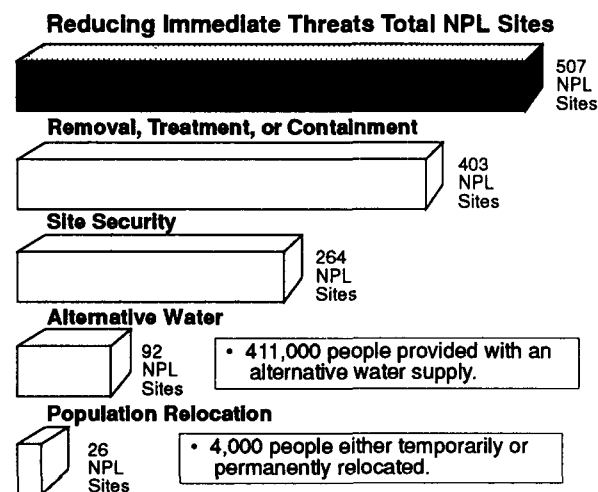 Reducing Immediate Threats Total NPL Sites
507
NPL
Sites
Removal, Treatment, or Containment
403
NPL
Sites
Site Security
264
NPL
Sites
Alternative Water
92
NPL
Sites
• 411,000 people provided with an
alternative water supply.
Population Relocation
26
NPL
Sites
• 4,000 people either temporarily or
permanently relocated.